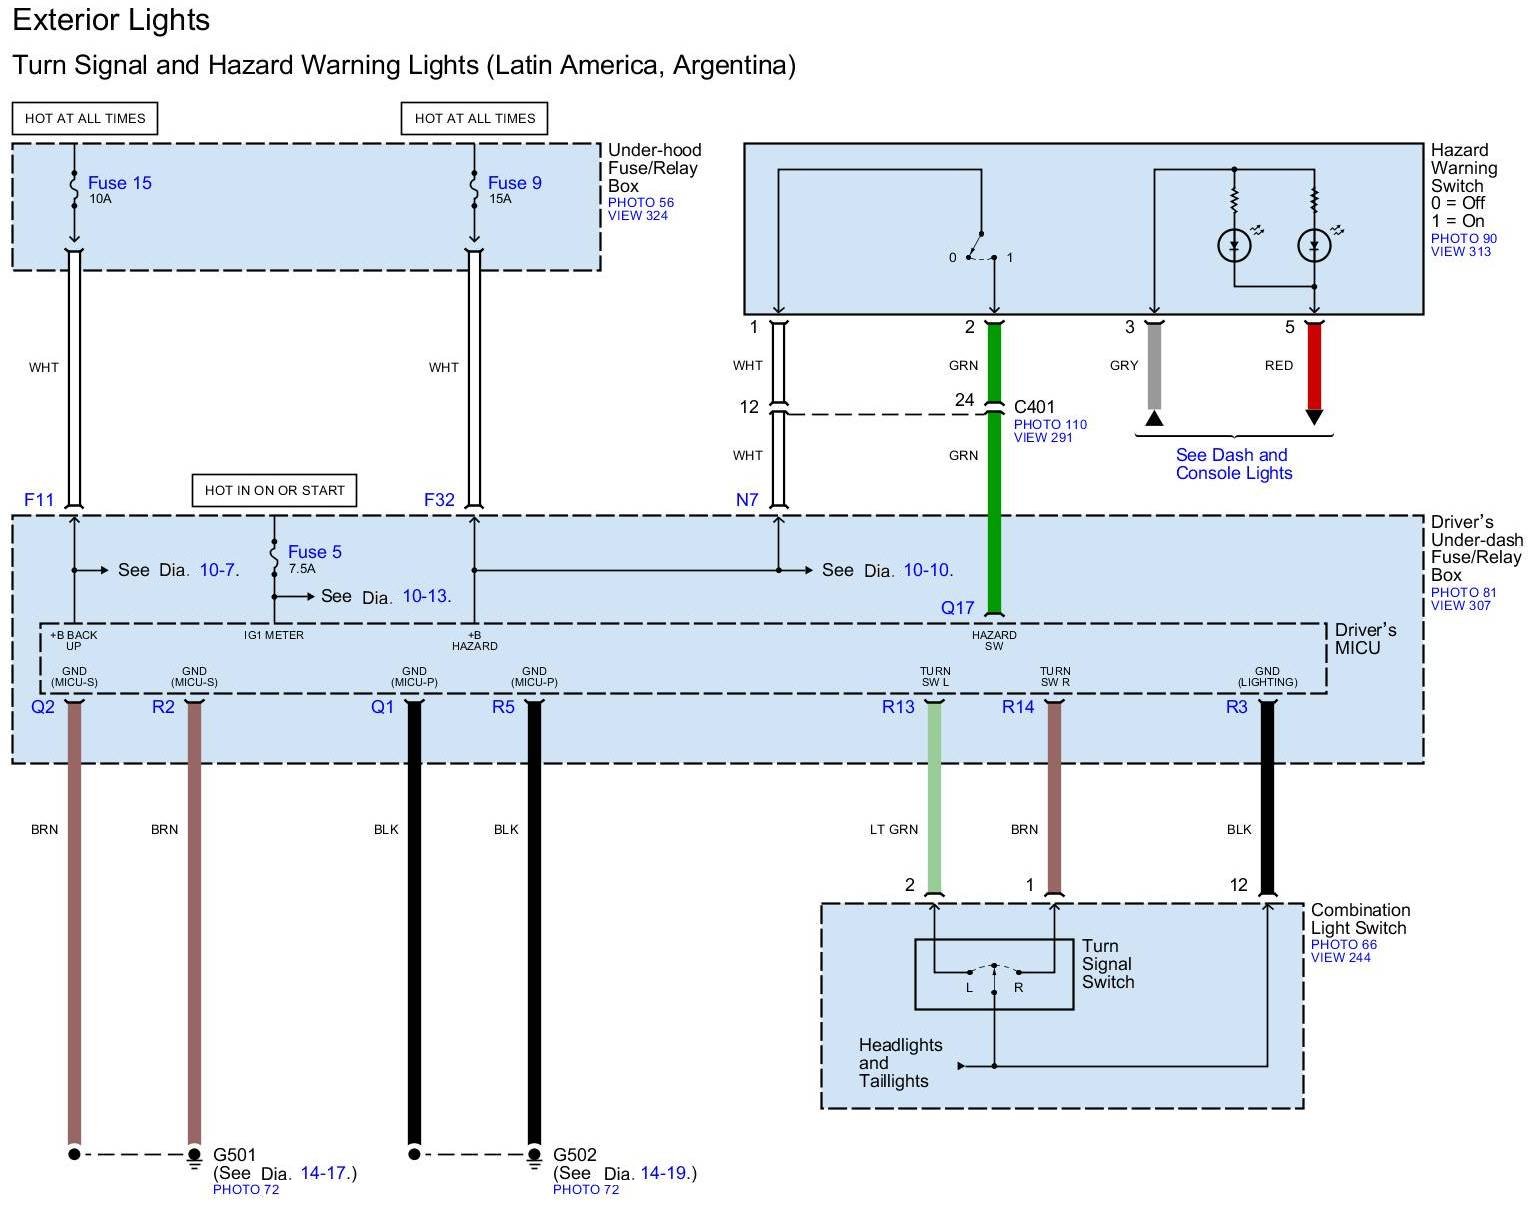 Exterior Lights
Turn Signal and Hazard Warning Lights (Latin America, Argentina)
HOT AT ALL TIMES
HOT AT ALL TIMES
Fuse 15
10A
Fuse 9
15A
Under-hood
Fuse/Relay
Box
PHOTO 56
VIEW 324
0
1
Hazard
Warning
Switch
0 = Off
1 = On
PHOTO 90
VIEW 313
1
2
3
5
WHT
WHT
WHT
GRN
GRY
RED
12
24
C401
PHOTO 110
VIEW 291
WHT
GRN
See Dash and
Console Lights
HOT IN ON OR START
F11
F32
N7
Fuse 5
7.5A
See Dia. 10-7.
See Dia. 10-13.
See Dia. 10-10.
Q17
Driver's
Under-dash
Fuse/Relay
Box
PHOTO 81
VIEW 307
+B BACK
UP
IG1 METER
+B
HAZARD
HAZARD
SW
Driver's
MICU
GND
(MICU-S)
GND
(MICU-S)
GND
(MICU-P)
GND
(MICU-P)
TURN
SW L
TURN
SW R
GND
(LIGHTING)
Q2
R2
Q1
R5
R13
R14
R3
BRN
BRN
BLK
BLK
LT GRN
BRN
BLK
2
1
12
Combination
Light Switch
PHOTO 66
VIEW 244
Turn
Signal
Switch
L
R
Headlights
and
Taillights
G501
(See Dia. 14-17.)
PHOTO 72
G502
(See Dia. 14-19.)
PHOTO 72